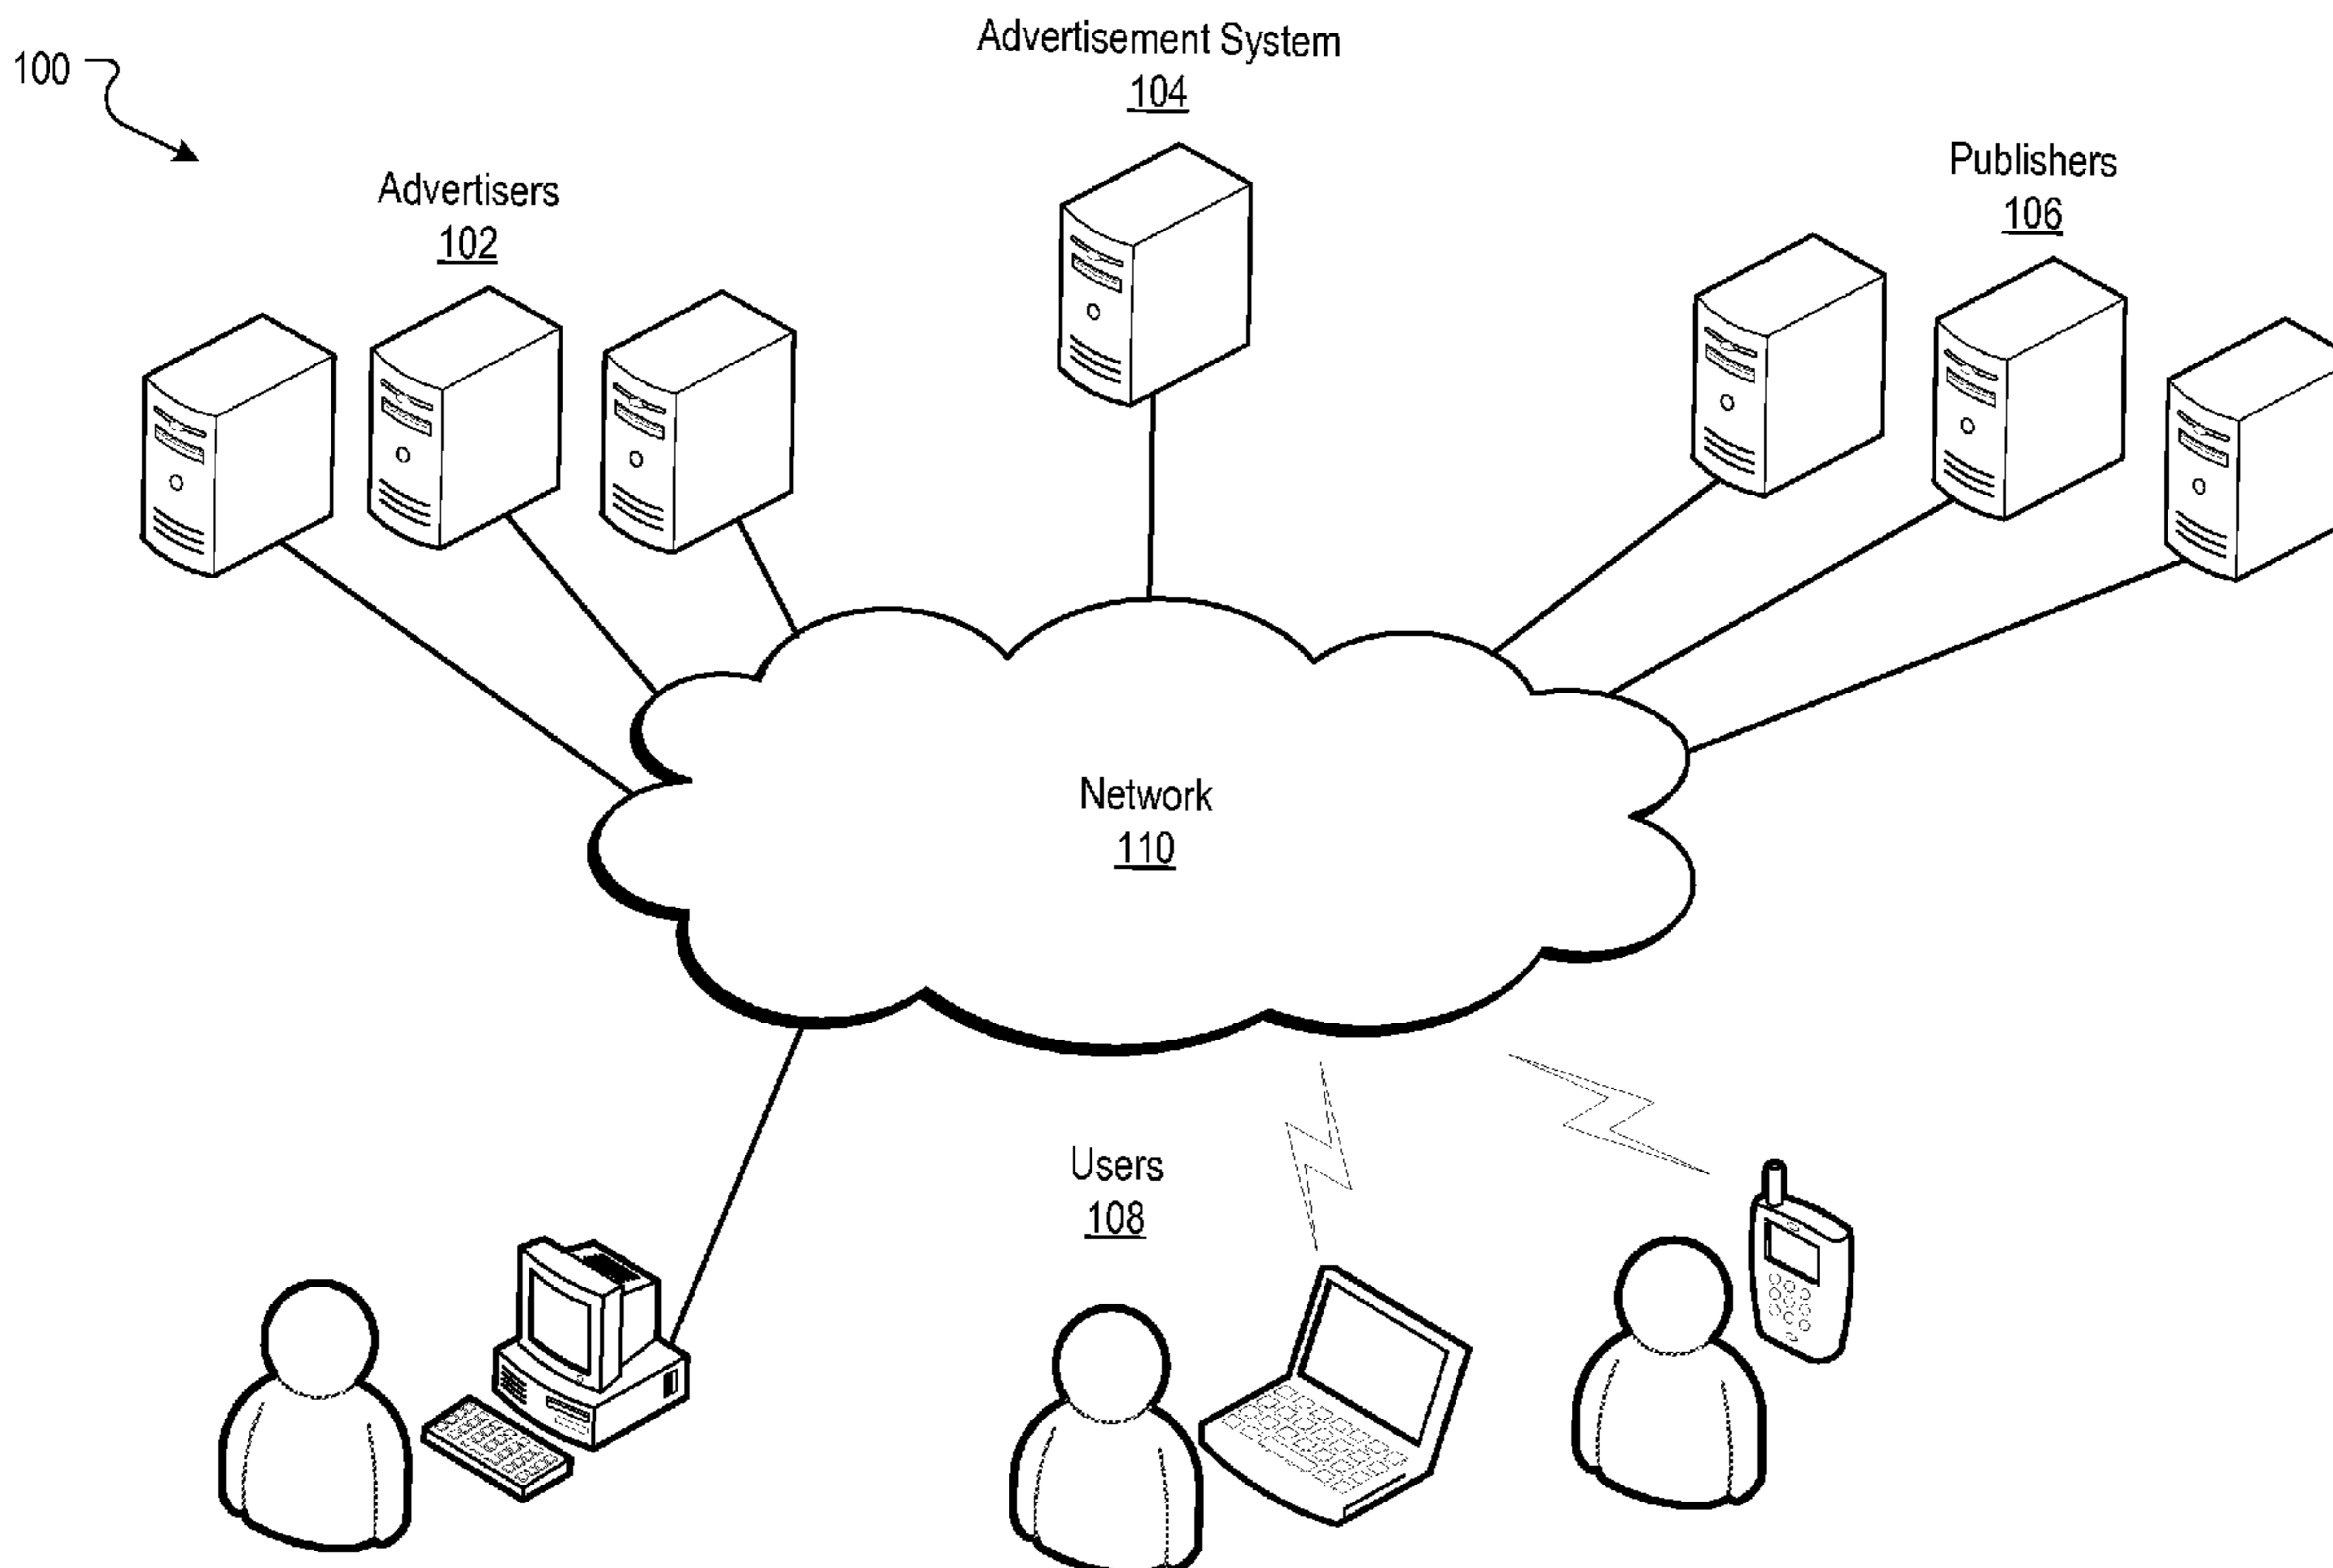 Advertisement System
104
100
Advertisers
102
Publishers
106
Network
110
Users
108